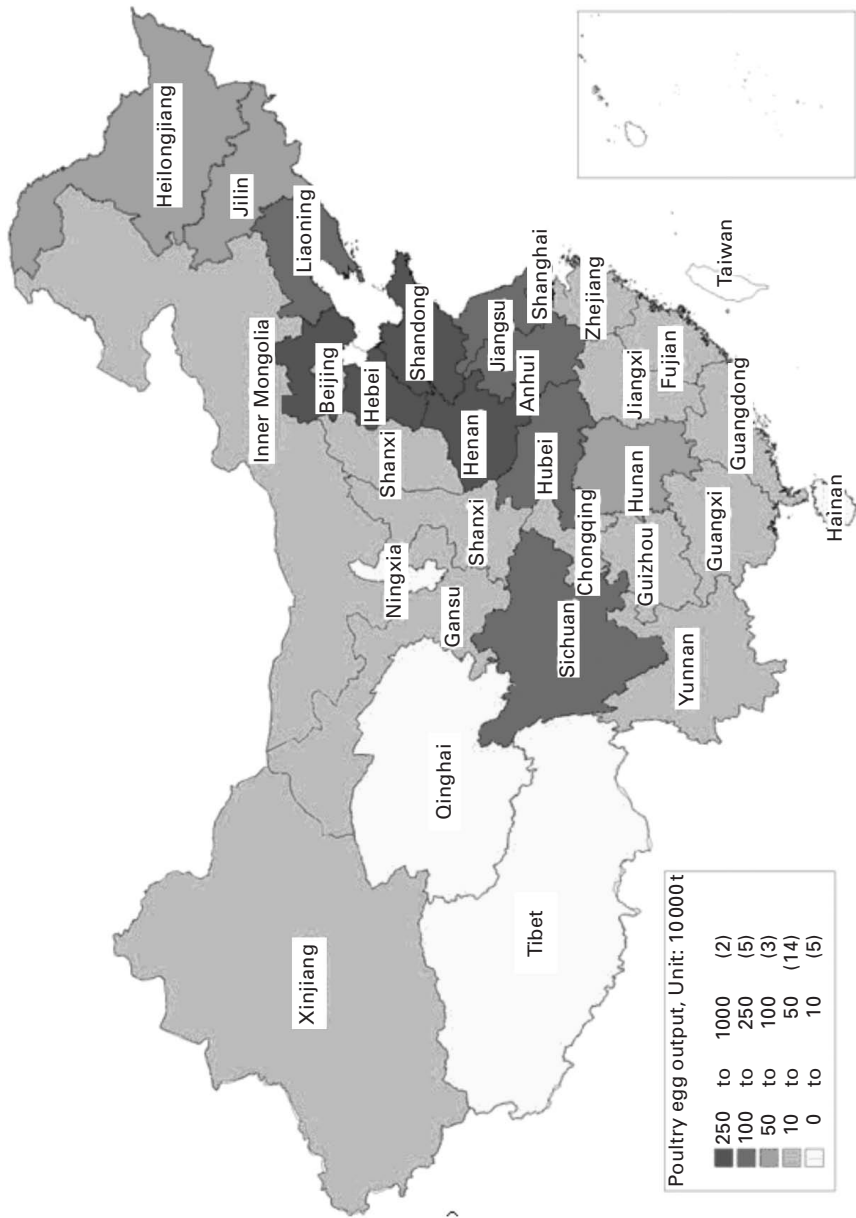 Heilongjiang
Jilin
Liaoning
Inner Mongolia
Beijing
Hebei
Shandong
Shanxi
Henan
Jiangsu
Shanghai
Anhui
Zhejiang
Taiwan
Ningxia
Shanxi
Hubei
Jiangxi
Fujian
Gansu
Chongqing
Hunan
Guangdong
Guizhou
Guangxi
Hainan
Sichuan
Yunnan
Qinghai
Xinjiang
Tibet
Poultry egg output, Unit: 10 000 t
250 to 1000 (2)
100 to 250 (5)
50 to 100 (3)
10 to 50 (14)
0 to 10 (5)